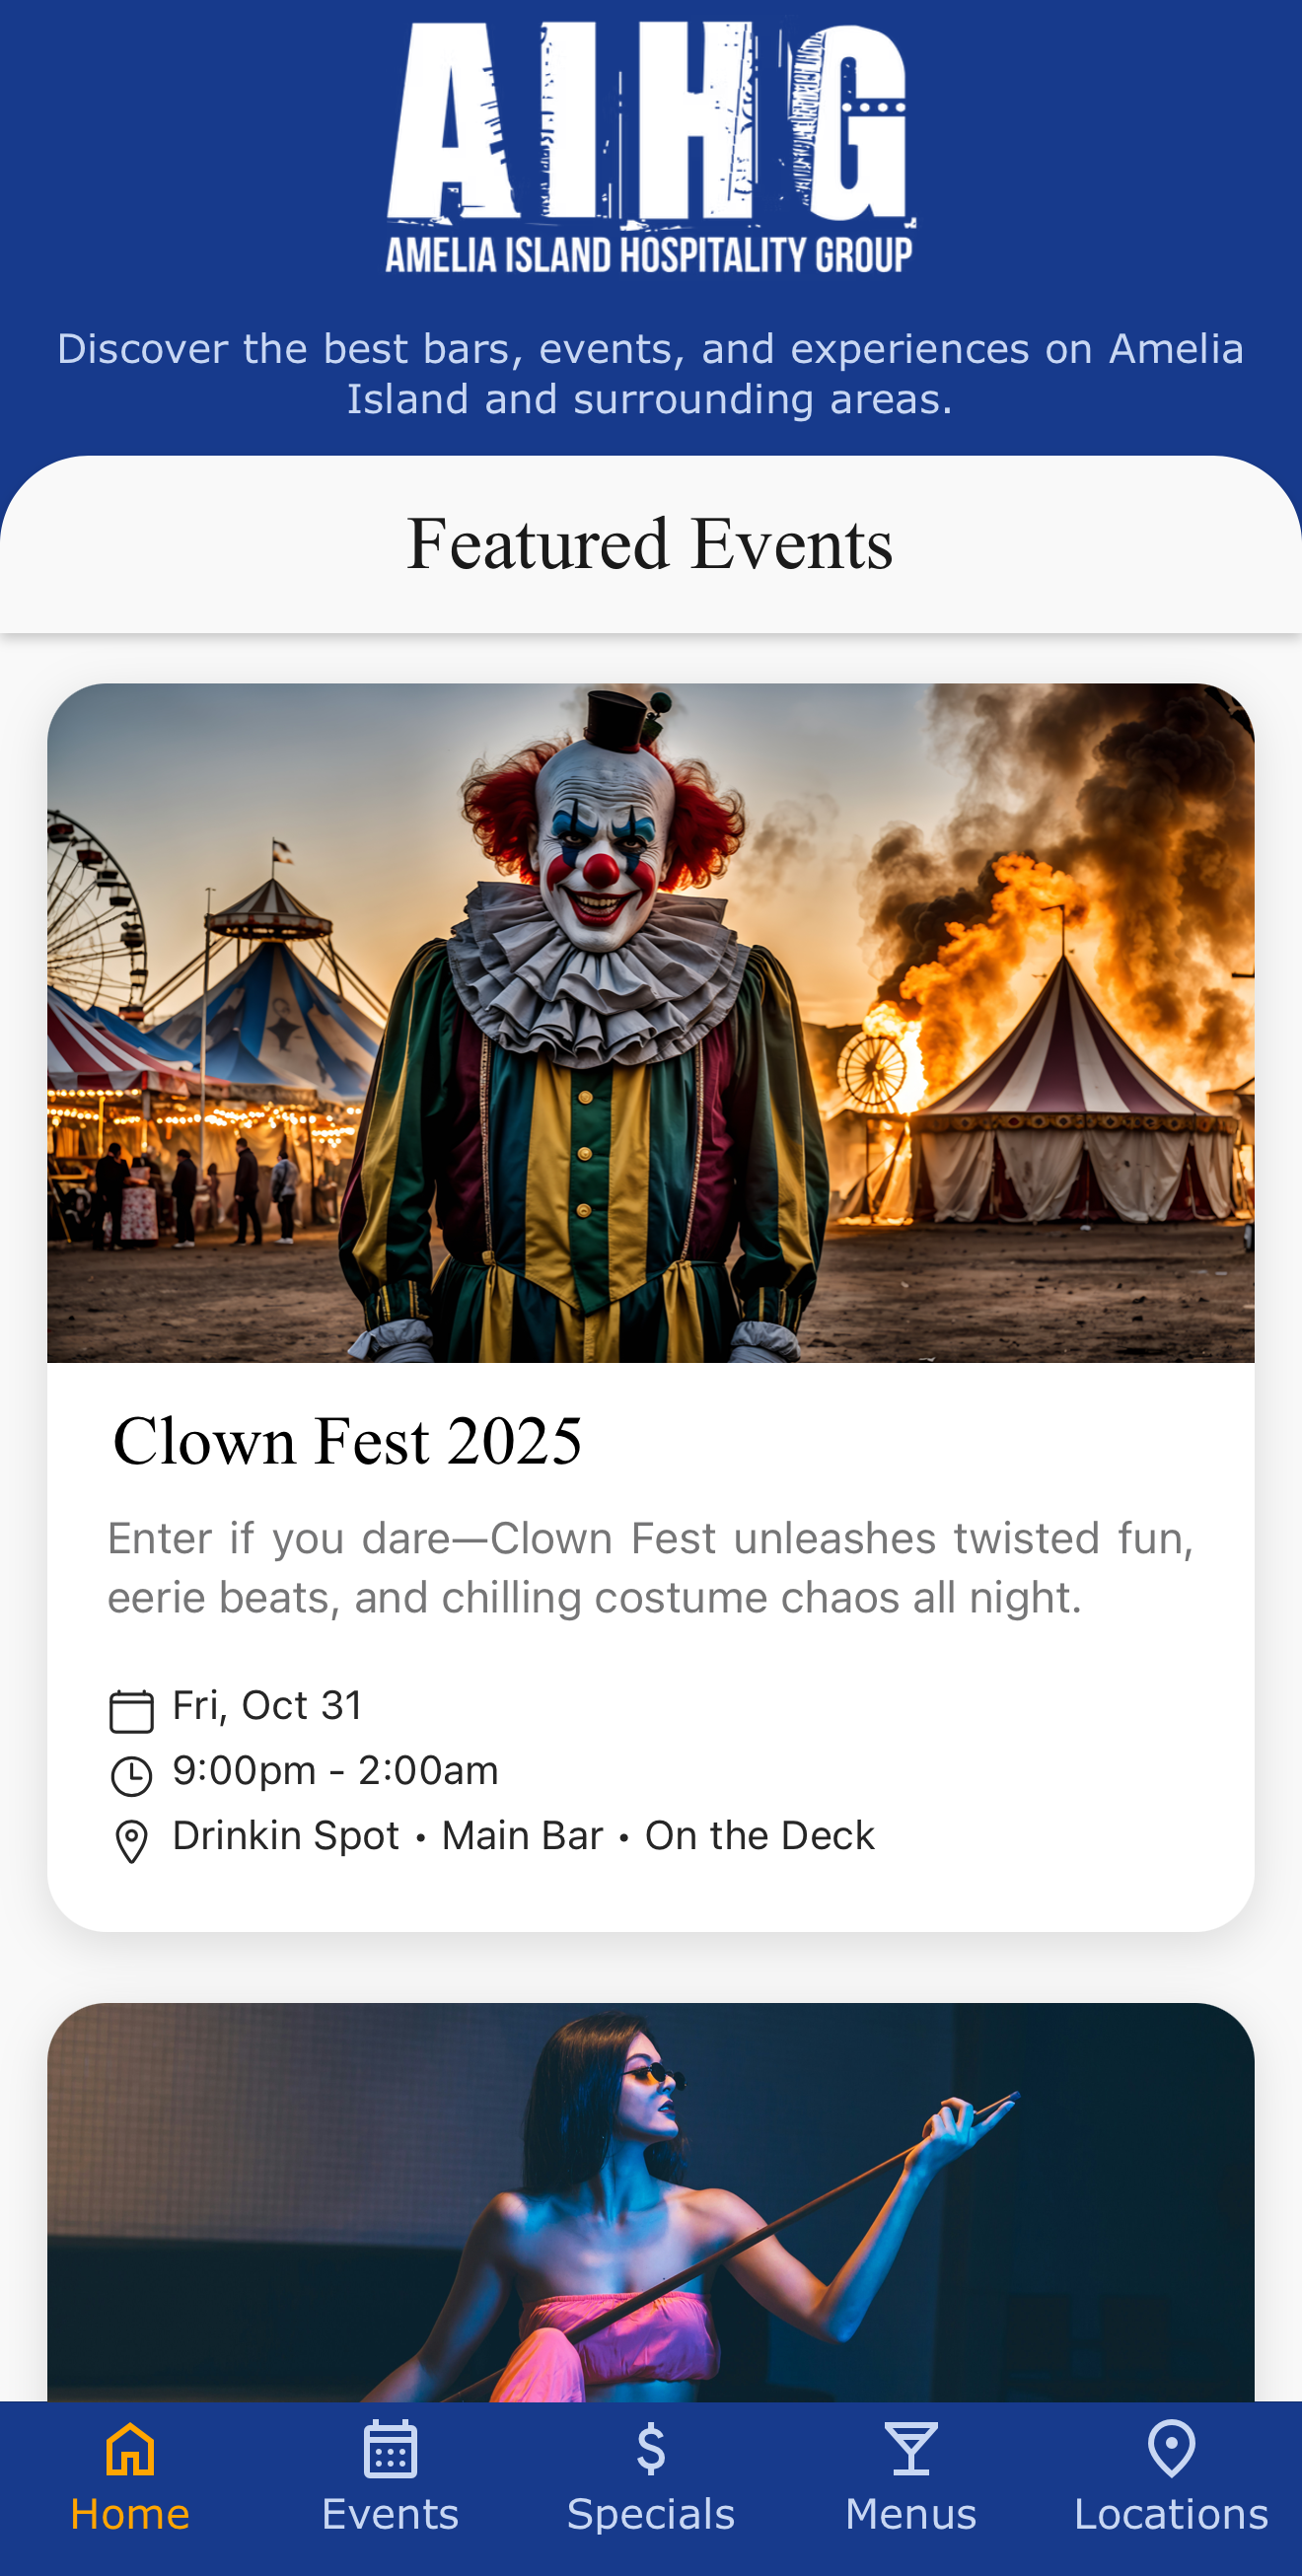 AIHG
AMELIA ISLAND HOSPITALITY GROUP
Discover the best bars, events, and experiences on Amelia
Island and surrounding areas.
Featured Events
Clown Fest 2025
Enter if you dare—Clown Fest unleashes twisted fun,
eerie beats, and chilling costume chaos all night.
Fri, Oct 31
9:00pm - 2:00am
Drinkin Spot • Main Bar • On the Deck
Home Events Specials Menus Locations